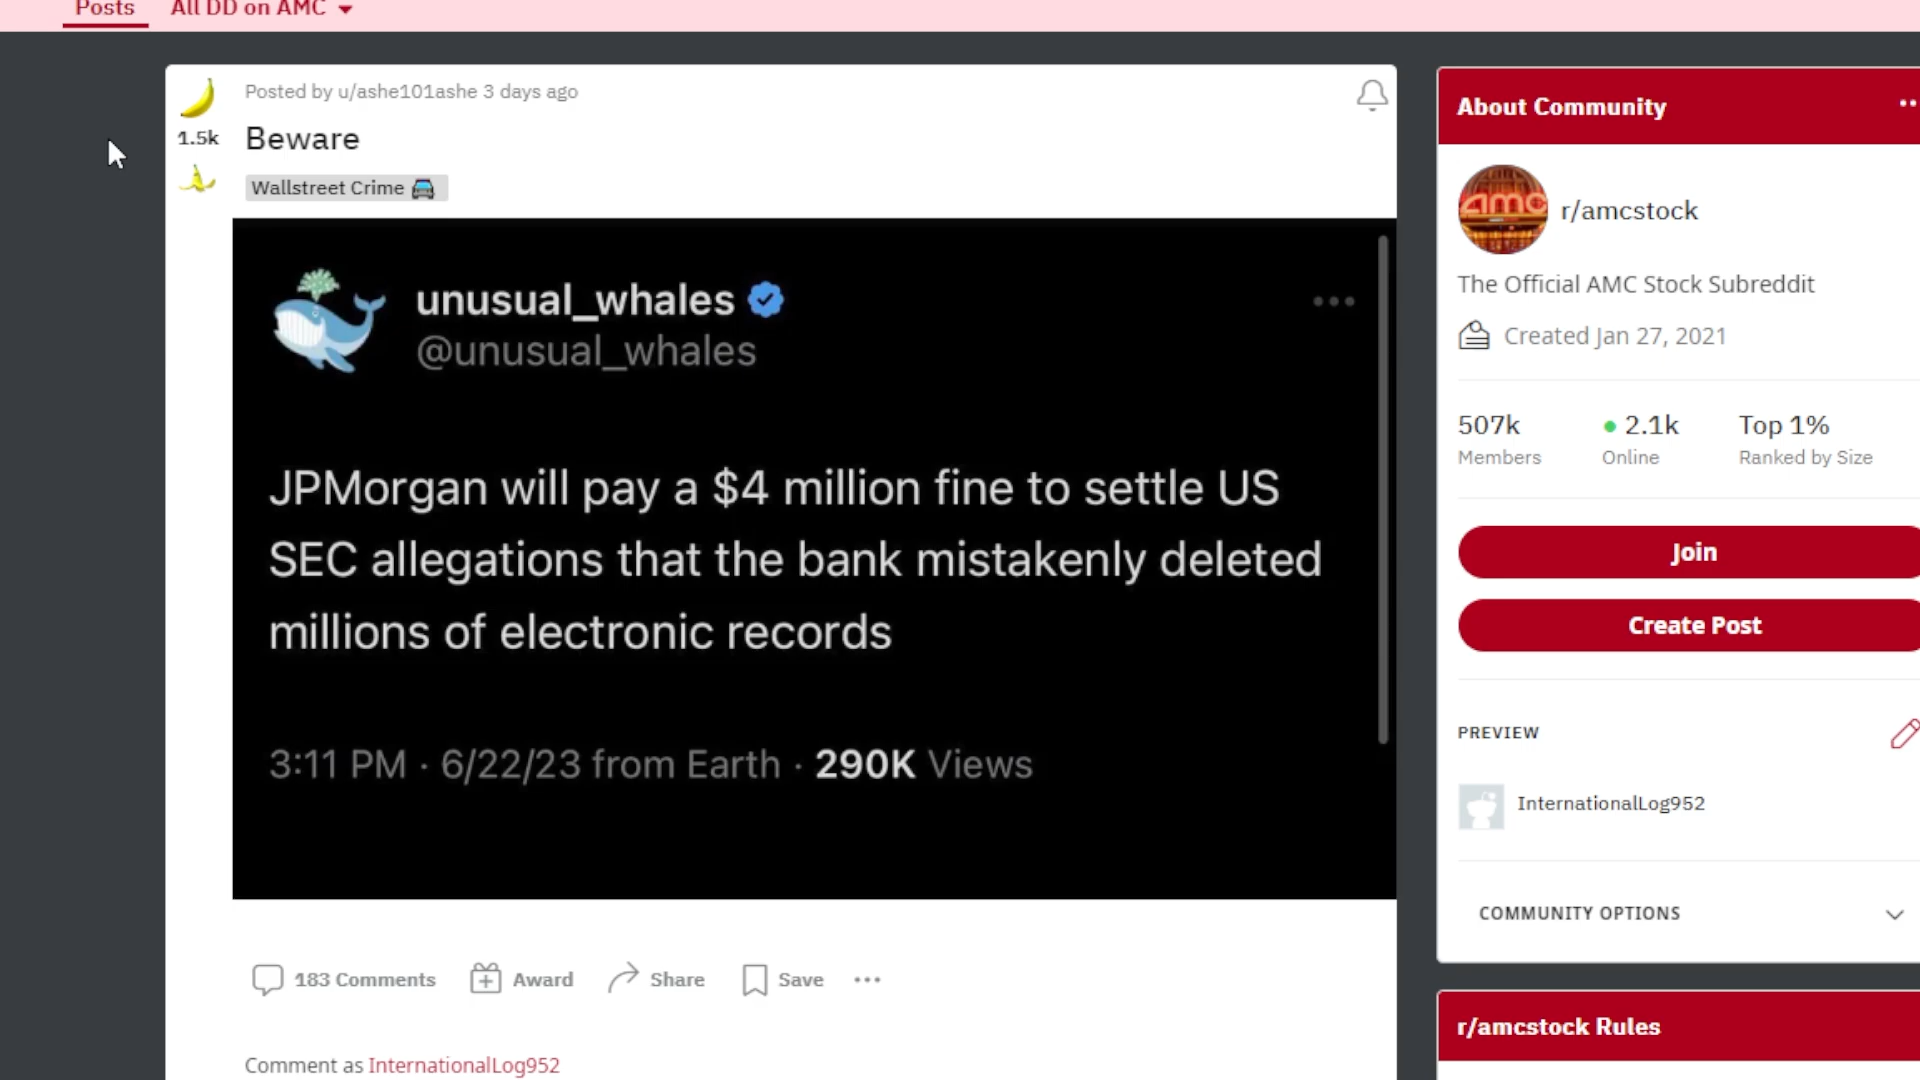 Posts All DD on AMC
Posted by u/ashe101ashe 3 days ago
1.5k
Beware
Wallstreet Crime
unusual_whales
@unusual_whales
JPMorgan will pay a $4 million fine to settle US
SEC allegations that the bank mistakenly deleted
millions of electronic records
3:11 PM · 6/22/23 from Earth · 290K Views
183 Comments Award Share Save
Comment as InternationalLog952
About Community
amc
r/amcstock
The Official AMC Stock Subreddit
Created Jan 27, 2021
507k 2.1k Top 1%
Members Online Ranked by Size
Join
Create Post
PREVIEW
InternationalLog952
COMMUNITY OPTIONS
r/amcstock Rules